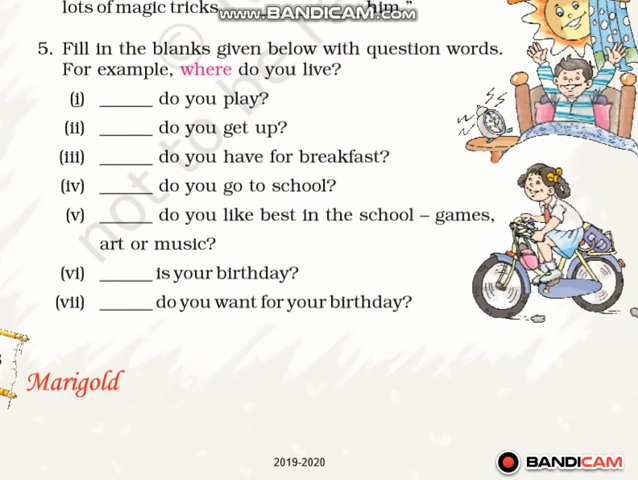 lots of magic tricks ______ him."
www.BANDICAM.com
5. Fill in the blanks given below with question words.
For example, where do you live?
(i) ______ do you play?
(ii) ______ do you get up?
(iii) ______ do you have for breakfast?
(iv) ______ do you go to school?
(v) ______ do you like best in the school – games,
art or music?
(vi) ______ is your birthday?
(vii) ______ do you want for your birthday?
Marigold
2019-2020
BANDICAM